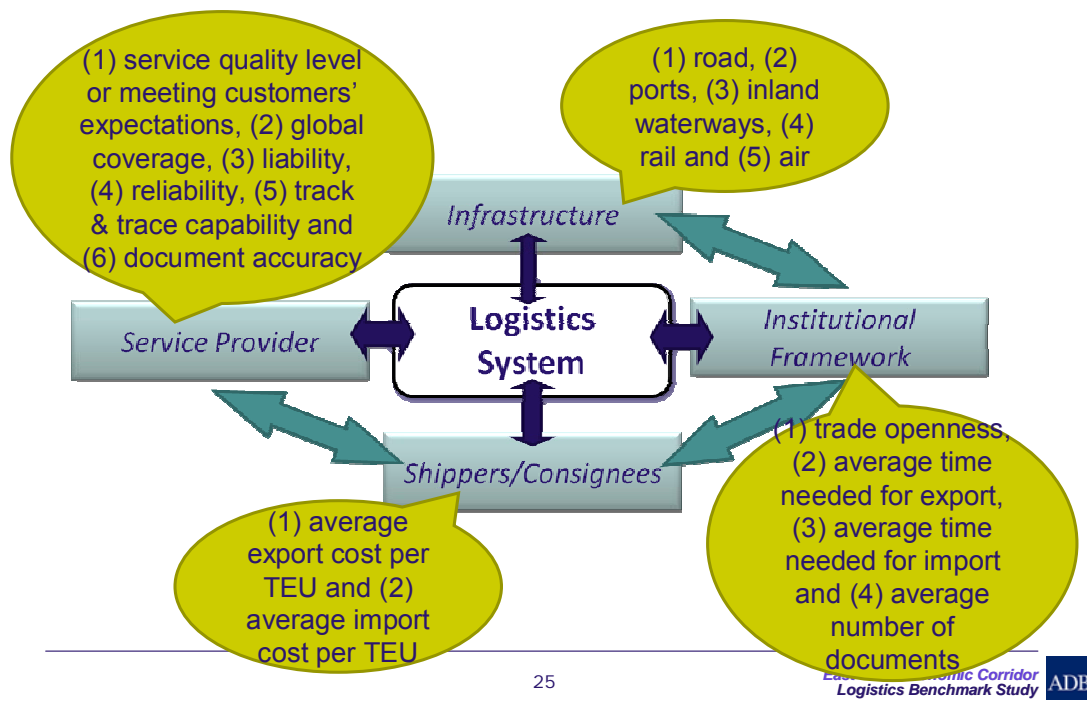 (1) service quality level
or meeting customers’
expectations, (2) global
coverage, (3) liability,
(4) reliability, (5) track
& trace capability and
(6) document accuracy
(1) road, (2)
ports, (3) inland
waterways, (4)
rail and (5) air
Infrastructure
Service Provider
Logistics
System
Institutional
Framework
Shippers/Consignees
(1) average
export cost per
TEU and (2)
average import
cost per TEU
(1) trade openness,
(2) average time
needed for export,
(3) average time
needed for import
and (4) average
number of
documents
25
Corridor
Logistics Benchmark Study
ADB